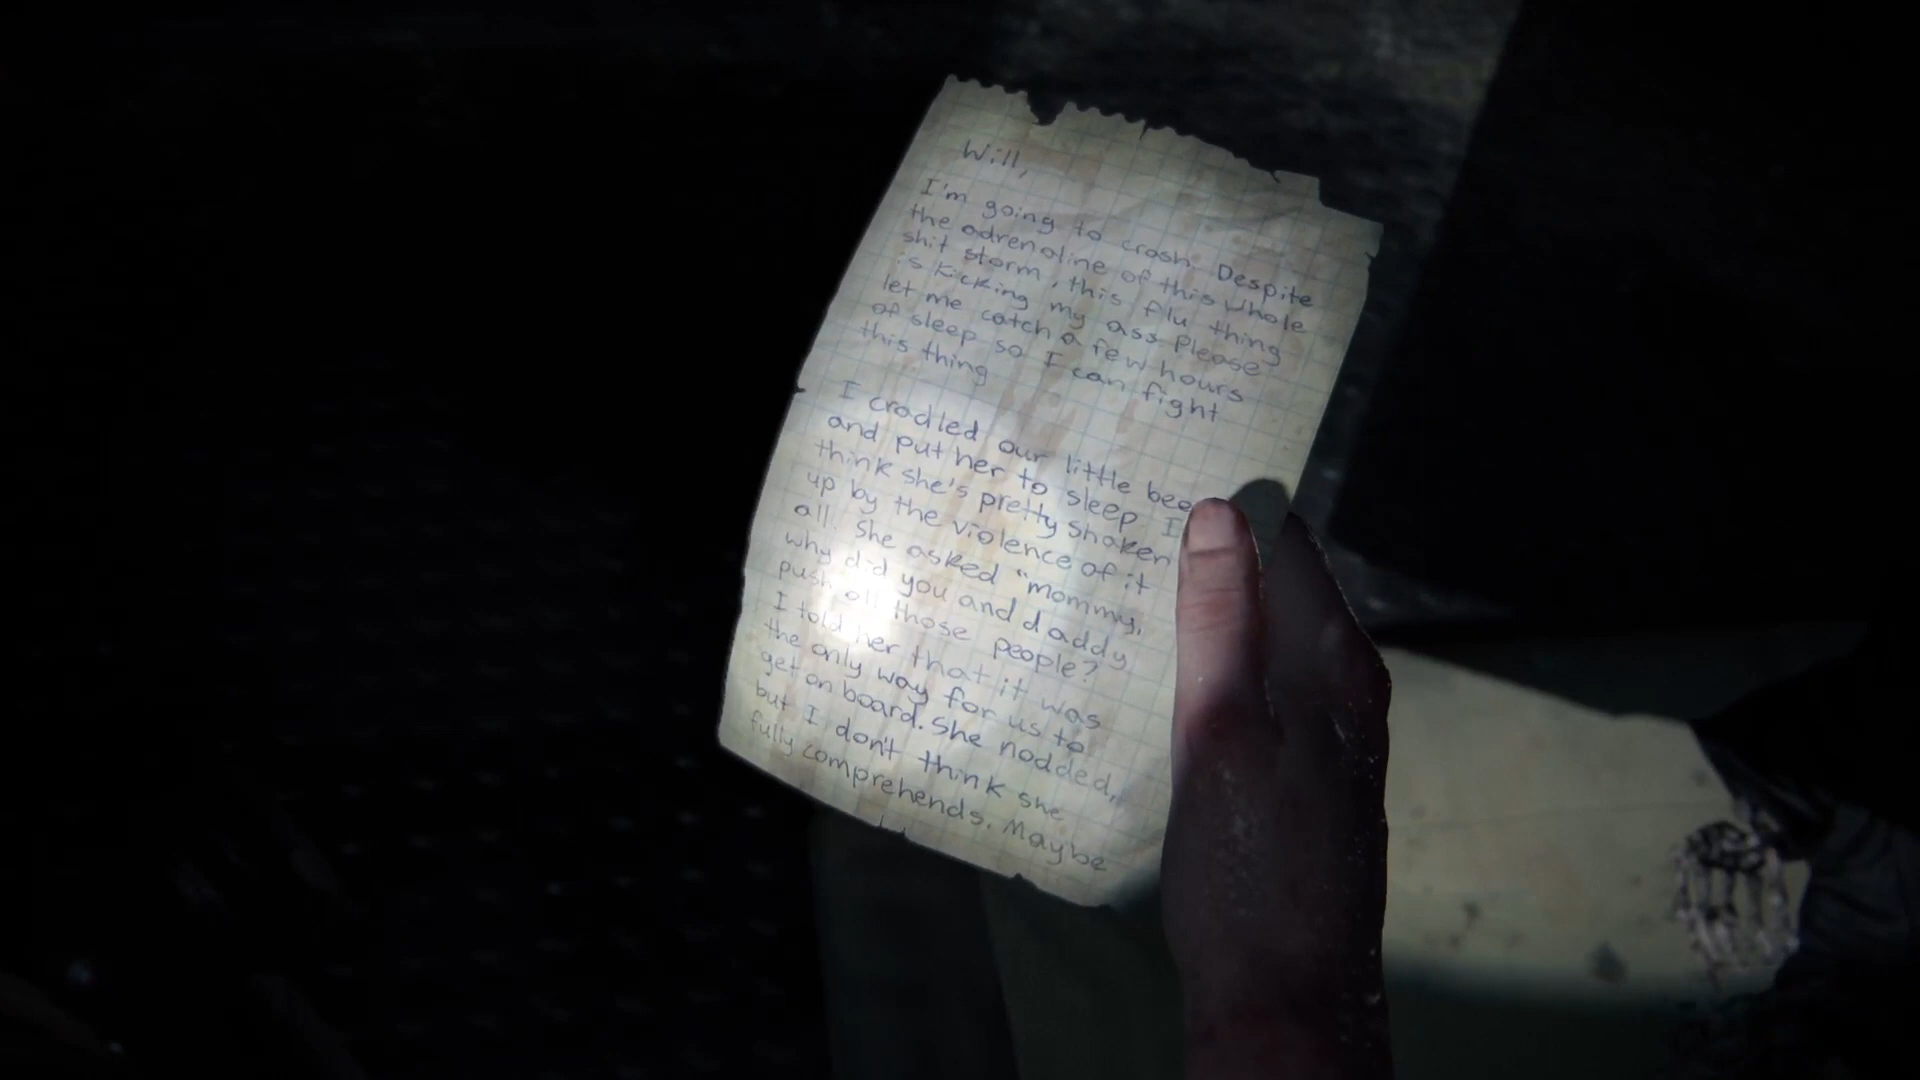 Will,
I'm going to crash. Despite
the adrenaline of this whole
shit storm, this flu thing
is kicking my ass. Please
let me catch a few hours
of sleep so I can fight
this thing
I cradled our little bee
and put her to sleep. I
think she's pretty shaken
up by the violence of it
all. She asked "mommy,
why did you and daddy
push all those people?
I told her that it was
the only way for us to
get on board. She nodded,
but I don't think she
fully comprehends. Maybe